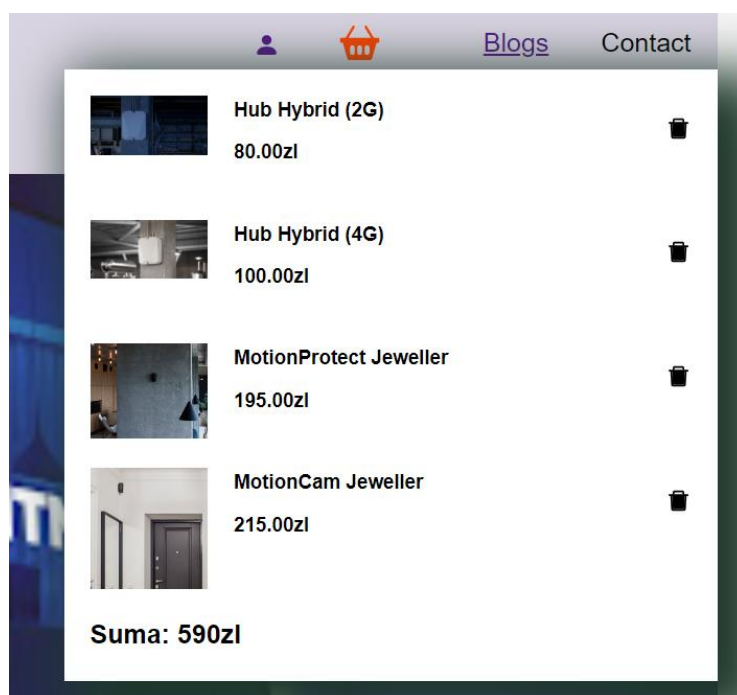 Blogs Contact
Hub Hybrid (2G)
80.00zl
Hub Hybrid (4G)
100.00zl
MotionProtect Jeweller
195.00zl
MotionCam Jeweller
215.00zl
Suma: 590zl